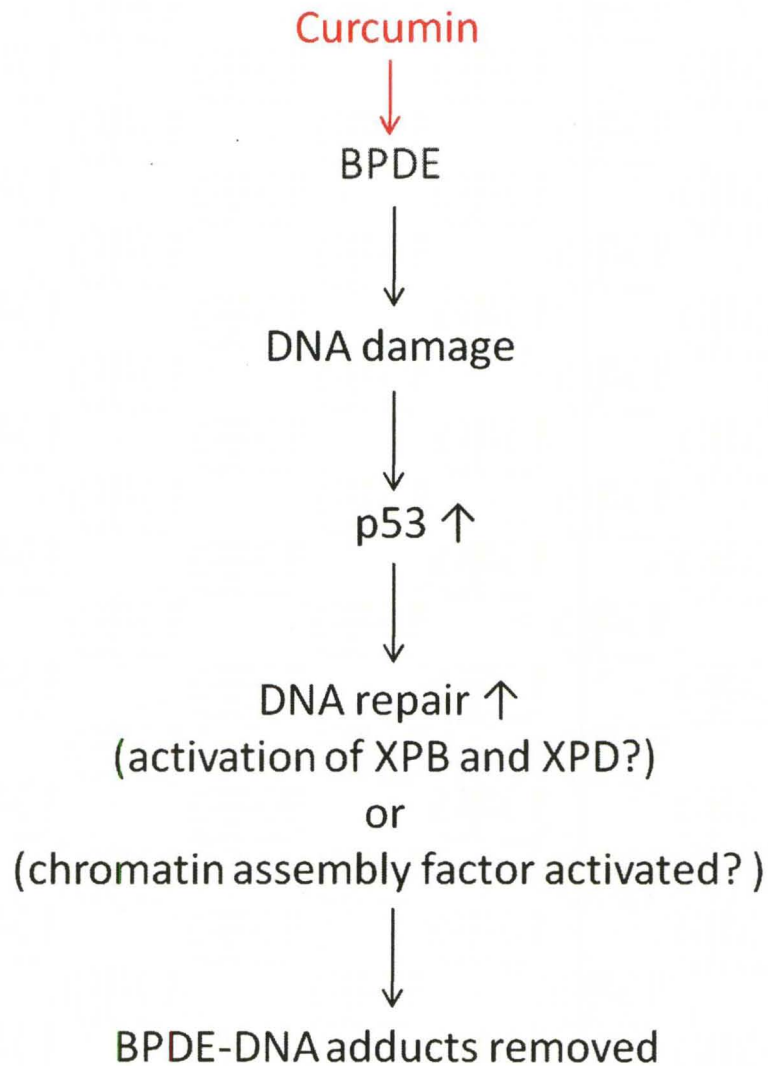 Curcumin
BPDE
DNA damage
p53 ↑
DNA repair ↑
(activation of XPB and XPD?)
or
(chromatin assembly factor activated? )
BPDE-DNA adducts removed